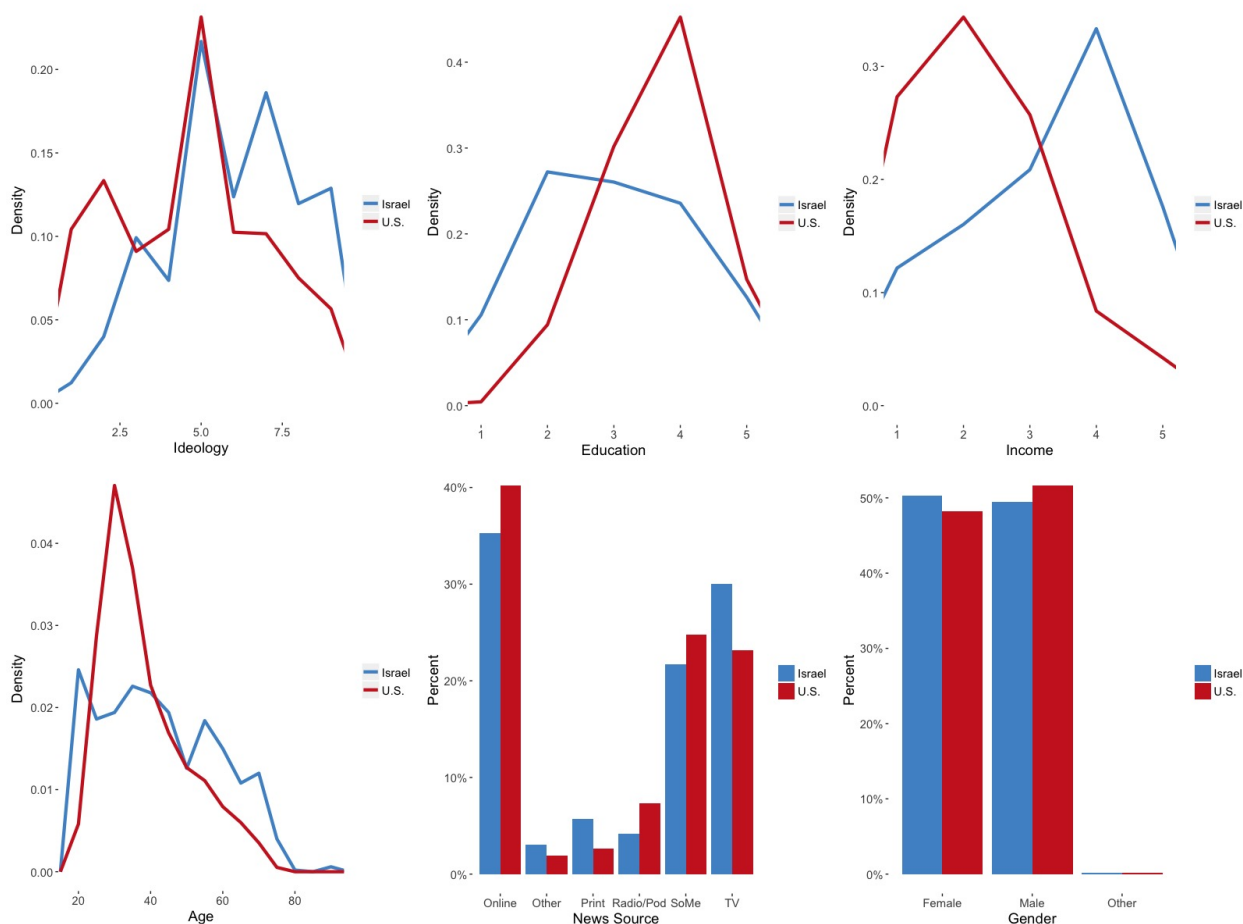 Density
0.20
0.15
0.10
0.05
0.00
2.5 5.0 7.5
Ideology
Israel
U.S.
Density
0.4
0.3
0.2
0.1
0.0
1 2 3 4 5
Education
Israel
U.S.
Density
0.3
0.2
0.1
0.0
1 2 3 4 5
Income
Israel
U.S.
Density
0.04
0.03
0.02
0.01
0.00
20 40 60 80
Age
Israel
U.S.
Percent
40%
30%
20%
10%
0%
Online Other Print Radio/Pod SoMe TV
News Source
Israel
U.S.
Percent
50%
40%
30%
20%
10%
0%
Female Male Other
Gender
Israel
U.S.